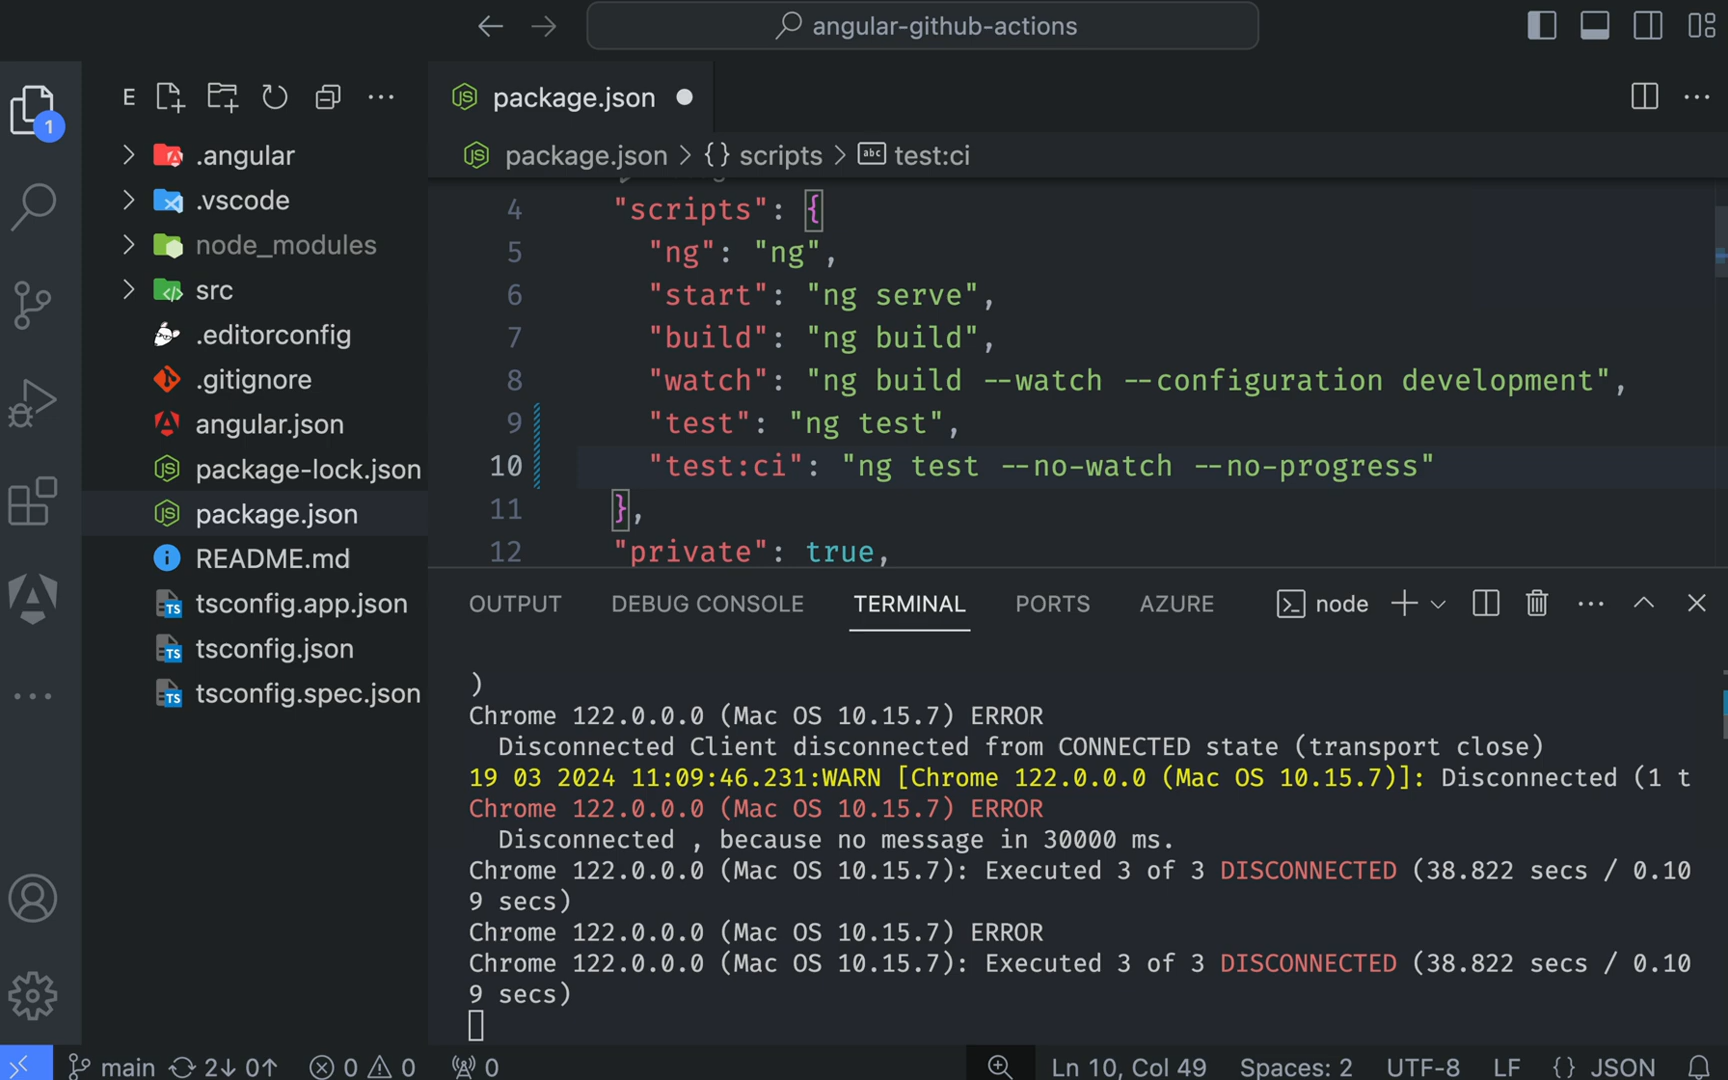 angular-github-actions
1
E
package.json
.angular
.vscode
node_modules
src
.editorconfig
.gitignore
angular.json
package-lock.json
package.json
README.md
tsconfig.app.json
tsconfig.json
tsconfig.spec.json
package.json > {} scripts > abc test:ci
4 "scripts": {
5 "ng": "ng",
6 "start": "ng serve",
7 "build": "ng build",
8 "watch": "ng build --watch --configuration development",
9 "test": "ng test",
10 "test:ci": "ng test --no-watch --no-progress"
11 },
12 "private": true,
OUTPUT DEBUG CONSOLE TERMINAL PORTS AZURE node
)
Chrome 122.0.0.0 (Mac OS 10.15.7) ERROR
Disconnected Client disconnected from CONNECTED state (transport close)
19 03 2024 11:09:46.231:WARN [Chrome 122.0.0.0 (Mac OS 10.15.7)]: Disconnected (1 t
Chrome 122.0.0.0 (Mac OS 10.15.7) ERROR
Disconnected , because no message in 30000 ms.
Chrome 122.0.0.0 (Mac OS 10.15.7): Executed 3 of 3 DISCONNECTED (38.822 secs / 0.10
9 secs)
Chrome 122.0.0.0 (Mac OS 10.15.7) ERROR
Chrome 122.0.0.0 (Mac OS 10.15.7): Executed 3 of 3 DISCONNECTED (38.822 secs / 0.10
9 secs)
main 2↓ 0↑ 0 0 0 Ln 10, Col 49 Spaces: 2 UTF-8 LF {} JSON